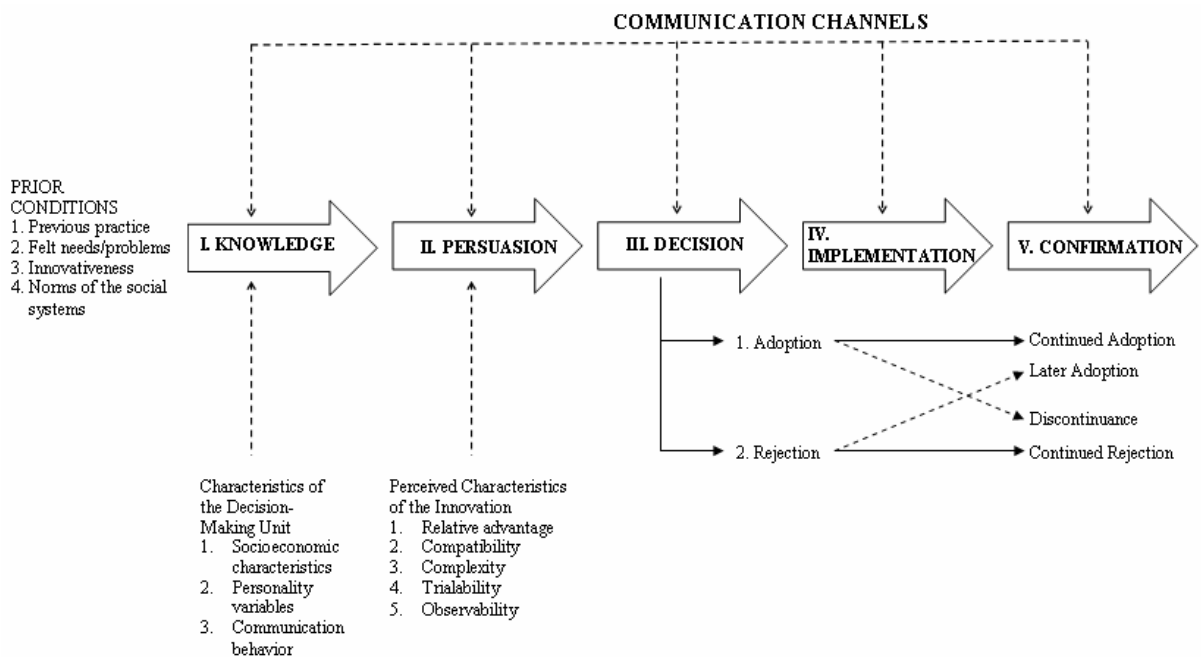 COMMUNICATION CHANNELS
PRIOR
CONDITIONS
1. Previous practice
2. Felt needs/problems
3. Innovativeness
4. Norms of the social
systems
I. KNOWLEDGE
II. PERSUASION
III. DECISION
IV.
IMPLEMENTATION
V. CONFIRMATION
1. Adoption
Continued Adoption
Later Adoption
Discontinuance
2. Rejection
Continued Rejection
Characteristics of
the Decision-
Making Unit
1. Socioeconomic
characteristics
2. Personality
variables
3. Communication
behavior
Perceived Characteristics
of the Innovation
1. Relative advantage
2. Compatibility
3. Complexity
4. Trialability
5. Observability